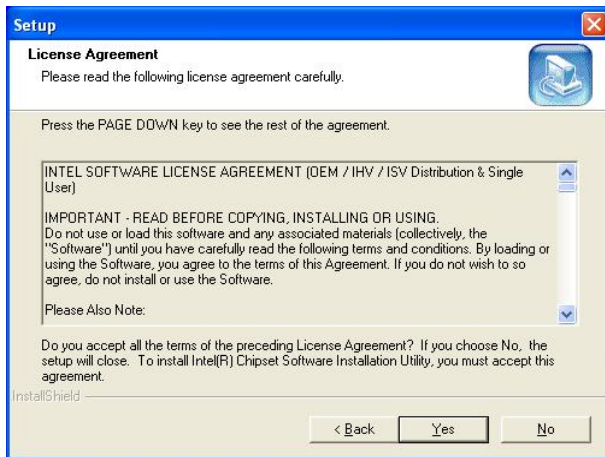 Setup
License Agreement
Please read the following license agreement carefully.
Press the PAGE DOWN key to see the rest of the agreement.
INTEL SOFTWARE LICENSE AGREEMENT (OEM / IHV / ISV Distribution & Single
User)
IMPORTANT - READ BEFORE COPYING, INSTALLING OR USING.
Do not use or load this software and any associated materials (collectively, the
"Software") until you have carefully read the following terms and conditions. By loading or
using the Software, you agree to the terms of this Agreement. If you do not wish to so
agree, do not install or use the Software.
Please Also Note:
Do you accept all the terms of the preceding License Agreement? If you choose No, the
setup will close. To install Intel(R) Chipset Software Installation Utility, you must accept this
agreement.
InstallShield
< Back Yes No